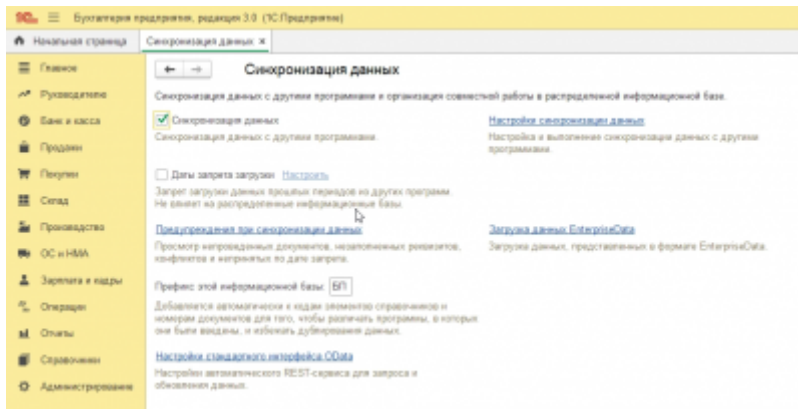 1С Бухгалтерия предприятия, редакция 3.0 (1С:Предприятие)
Начальная страница Синхронизация данных ×
Главное
Руководителю
Банк и касса
Продажи
Покупки
Склад
Производство
ОС и НМА
Зарплата и кадры
Операции
Отчеты
Справочники
Администрирование
Синхронизация данных
Синхронизация данных с другими программами и организация совместной работы в распределенной информационной базе.
Синхронизация данных
Синхронизация данных с другими программами.
Настройки синхронизации данных
Настройка и выполнение синхронизации данных с другими
программами.
Даты запрета загрузки Настроить
Запрет загрузки данных прошлых периодов из других программ.
Не влияет на распределенные информационные базы.
Предупреждения при синхронизации данных
Просмотр непроведенных документов, незаполненных реквизитов,
конфликтов и непринятых по дате запрета.
Загрузка данных EnterpriseData
Загрузка данных, представленных в формате EnterpriseData.
Префикс этой информационной базы: БП
Добавляется автоматически к кодам элементов справочников и
номерам документов для того, чтобы различать программы, в которых
они были введены, и избежать дублирования данных.
Настройки стандартного интерфейса OData
Настройки автоматического REST-сервиса для запроса и
обновления данных.